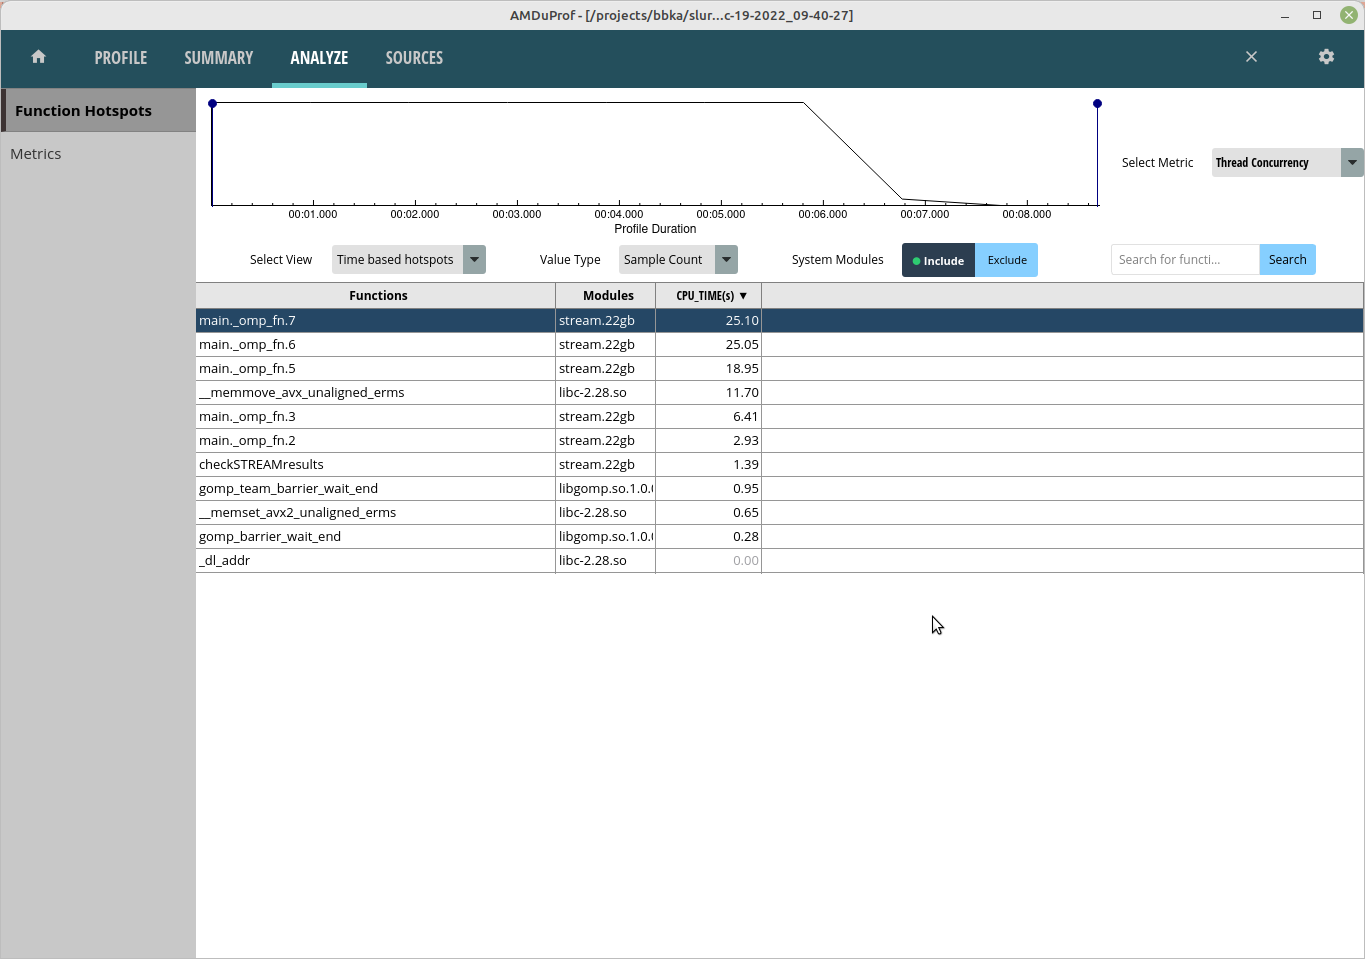 AMDuProf - [/projects/bbka/slur...c-19-2022_09-40-27]
PROFILE SUMMARY ANALYZE SOURCES
Function Hotspots
Metrics
00:01.000 00:02.000 00:03.000 00:04.000 00:05.000 00:06.000 00:07.000 00:08.000
Profile Duration
Select Metric Thread Concurrency
Select View Time based hotspots Value Type Sample Count System Modules Include Exclude Search for functi... Search
Functions Modules CPU_TIME(s) ▼
main._omp_fn.7 stream.22gb 25.10
main._omp_fn.6 stream.22gb 25.05
main._omp_fn.5 stream.22gb 18.95
__memmove_avx_unaligned_erms libc-2.28.so 11.70
main._omp_fn.3 stream.22gb 6.41
main._omp_fn.2 stream.22gb 2.93
checkSTREAMresults stream.22gb 1.39
gomp_team_barrier_wait_end libgomp.so.1.0.( 0.95
__memset_avx2_unaligned_erms libc-2.28.so 0.65
gomp_barrier_wait_end libgomp.so.1.0.( 0.28
_dl_addr libc-2.28.so 0.00